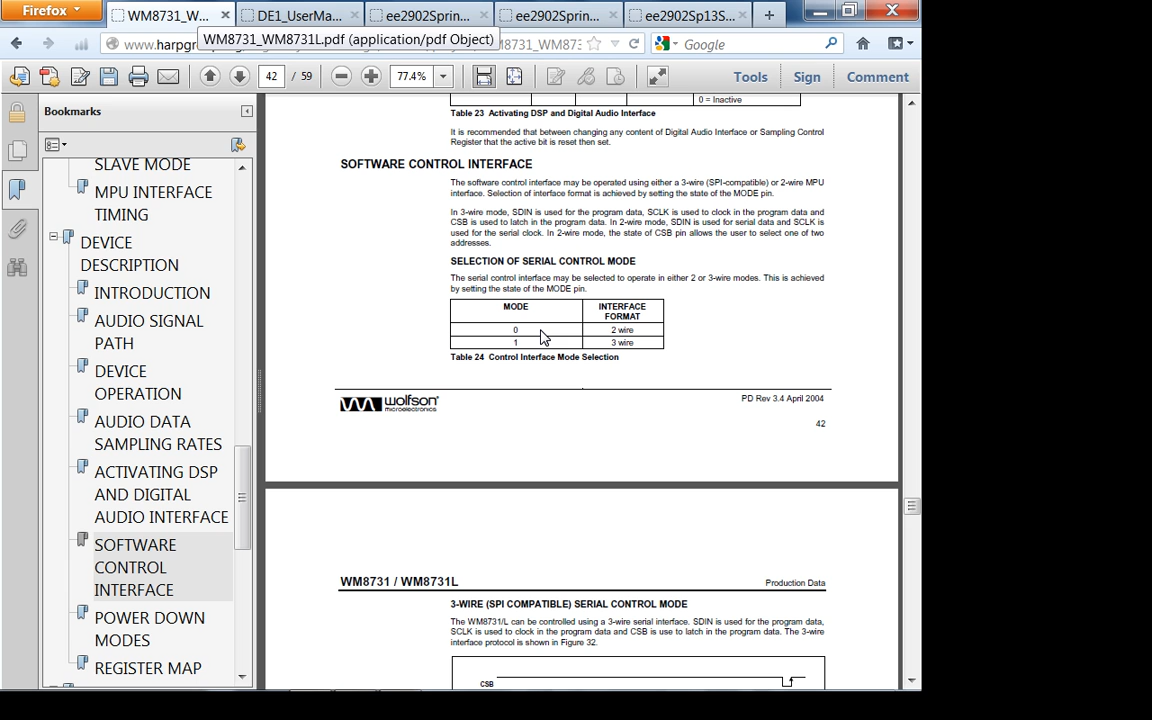 Firefox
WM8731_W...
DE1_UserMa...
ee2902Sprin...
ee2902Sprin...
ee2902Sp13S...
www.harpg
8731_WM873
Google
WM8731_WM8731L.pdf (application/pdf Object)
42 / 59
77.4%
Tools
Sign
Comment
Bookmarks
SLAVE MODE
MPU INTERFACE
TIMING
DEVICE
DESCRIPTION
INTRODUCTION
AUDIO SIGNAL
PATH
DEVICE
OPERATION
AUDIO DATA
SAMPLING RATES
ACTIVATING DSP
AND DIGITAL
AUDIO INTERFACE
SOFTWARE
CONTROL
INTERFACE
POWER DOWN
MODES
REGISTER MAP
0 = Inactive
Table 23 Activating DSP and Digital Audio Interface
It is recommended that between changing any content of Digital Audio Interface or Sampling Control
Register that the active bit is reset then set.
SOFTWARE CONTROL INTERFACE
The software control interface may be operated using either a 3-wire (SPI-compatible) or 2-wire MPU
interface. Selection of interface format is achieved by setting the state of the MODE pin.
In 3-wire mode, SDIN is used for the program data, SCLK is used to clock in the program data and
CSB is used to latch in the program data. In 2-wire mode, SDIN is used for serial data and SCLK is
used for the serial clock. In 2-wire mode, the state of CSB pin allows the user to select one of two
addresses.
SELECTION OF SERIAL CONTROL MODE
The serial control interface may be selected to operate in either 2 or 3-wire modes. This is achieved
by setting the state of the MODE pin.
MODE
INTERFACE
FORMAT
0
2 wire
1
3 wire
Table 24 Control Interface Mode Selection
wolfson
microelectronics
PD Rev 3.4 April 2004
42
WM8731 / WM8731L
Production Data
3-WIRE (SPI COMPATIBLE) SERIAL CONTROL MODE
The WM8731/L can be controlled using a 3-wire serial interface. SDIN is used for the program data,
SCLK is used to clock in the program data and CSB is use to latch in the program data. The 3-wire
interface protocol is shown in Figure 32.
CSB